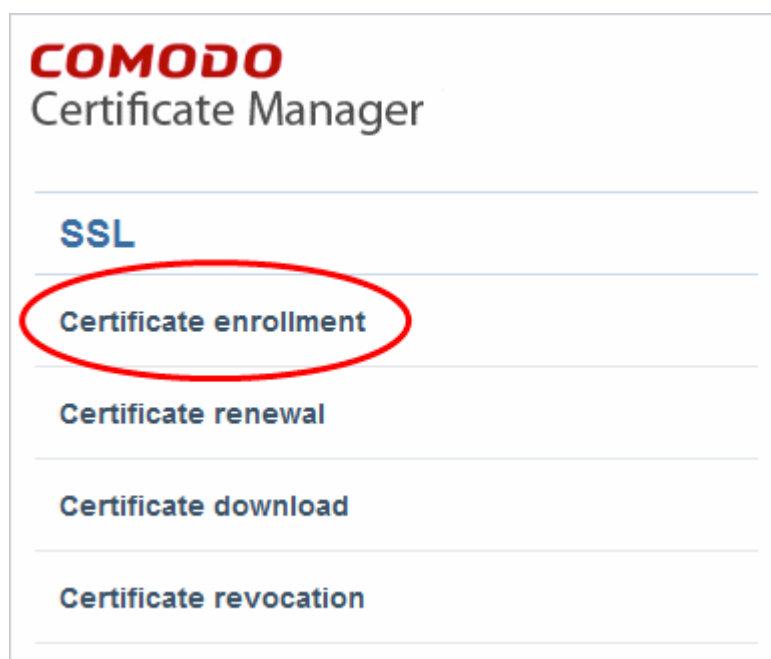 COMODO
Certificate Manager
SSL
Certificate enrollment
Certificate renewal
Certificate download
Certificate revocation